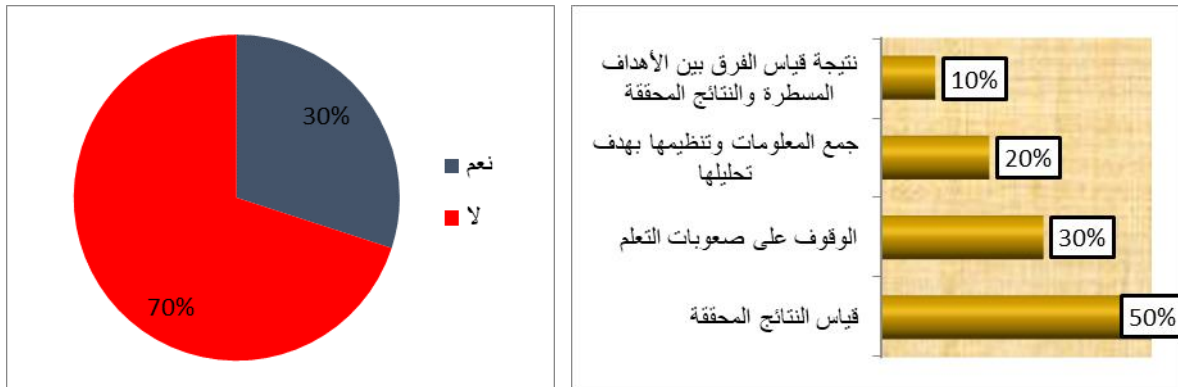 30%
70%
نعم
لا
نتيجة قياس الفرق بين الأهداف
المسطرة والنتائج المحققة
10%
جمع المعلومات وتنظيمها بهدف
تحليلها
20%
الوقوف على صعوبات التعلم
30%
قياس النتائج المحققة
50%